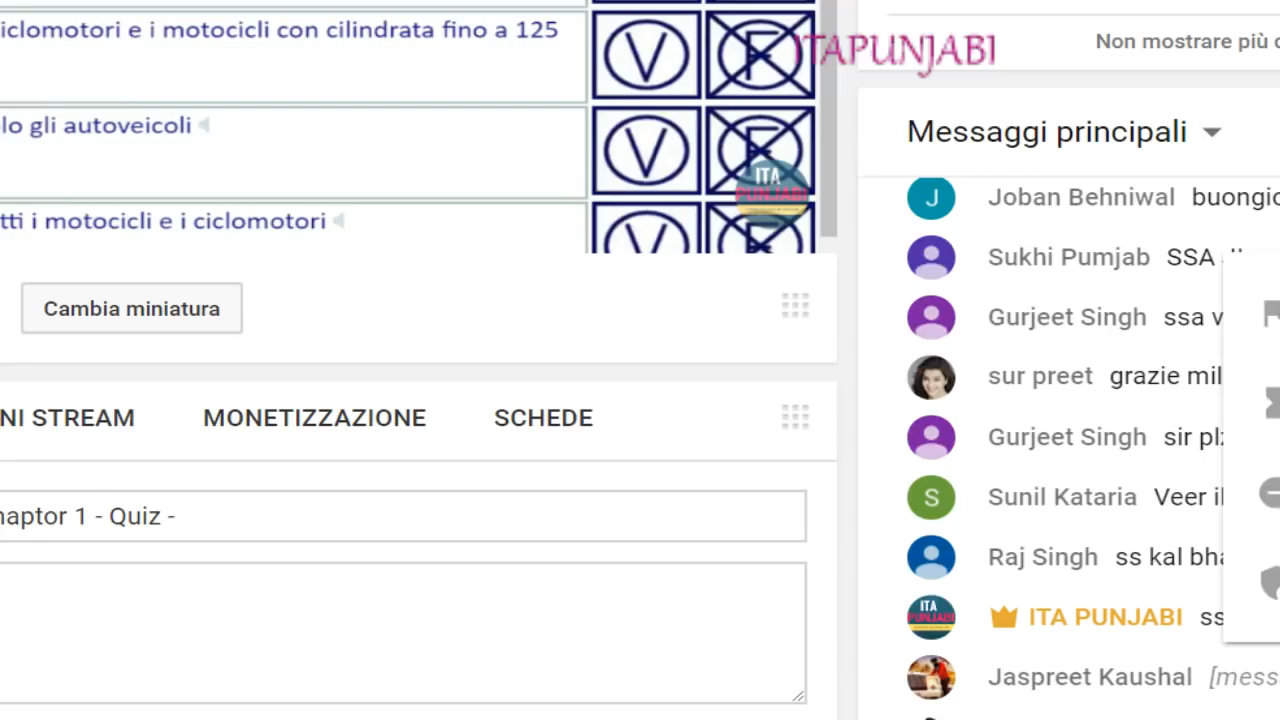 iclomotori e i motocicli con cilindrata fino a 125
V F
ITAPUNJABI
lo gli autoveicoli
V F
ITA
PUNJABI
tti i motocicli e i ciclomotori
V F
Cambia miniatura
NI STREAM MONETIZZAZIONE SCHEDE
haptor 1 - Quiz -
Non mostrare più
Messaggi principali
J Joban Behniwal buongio
Sukhi Pumjab SSA
Gurjeet Singh ssa v
sur preet grazie mil
Gurjeet Singh sir pl
S Sunil Kataria Veer
Raj Singh ss kal bha
ITA PUNJABI ITA PUNJABI ss
Jaspreet Kaushal [mess